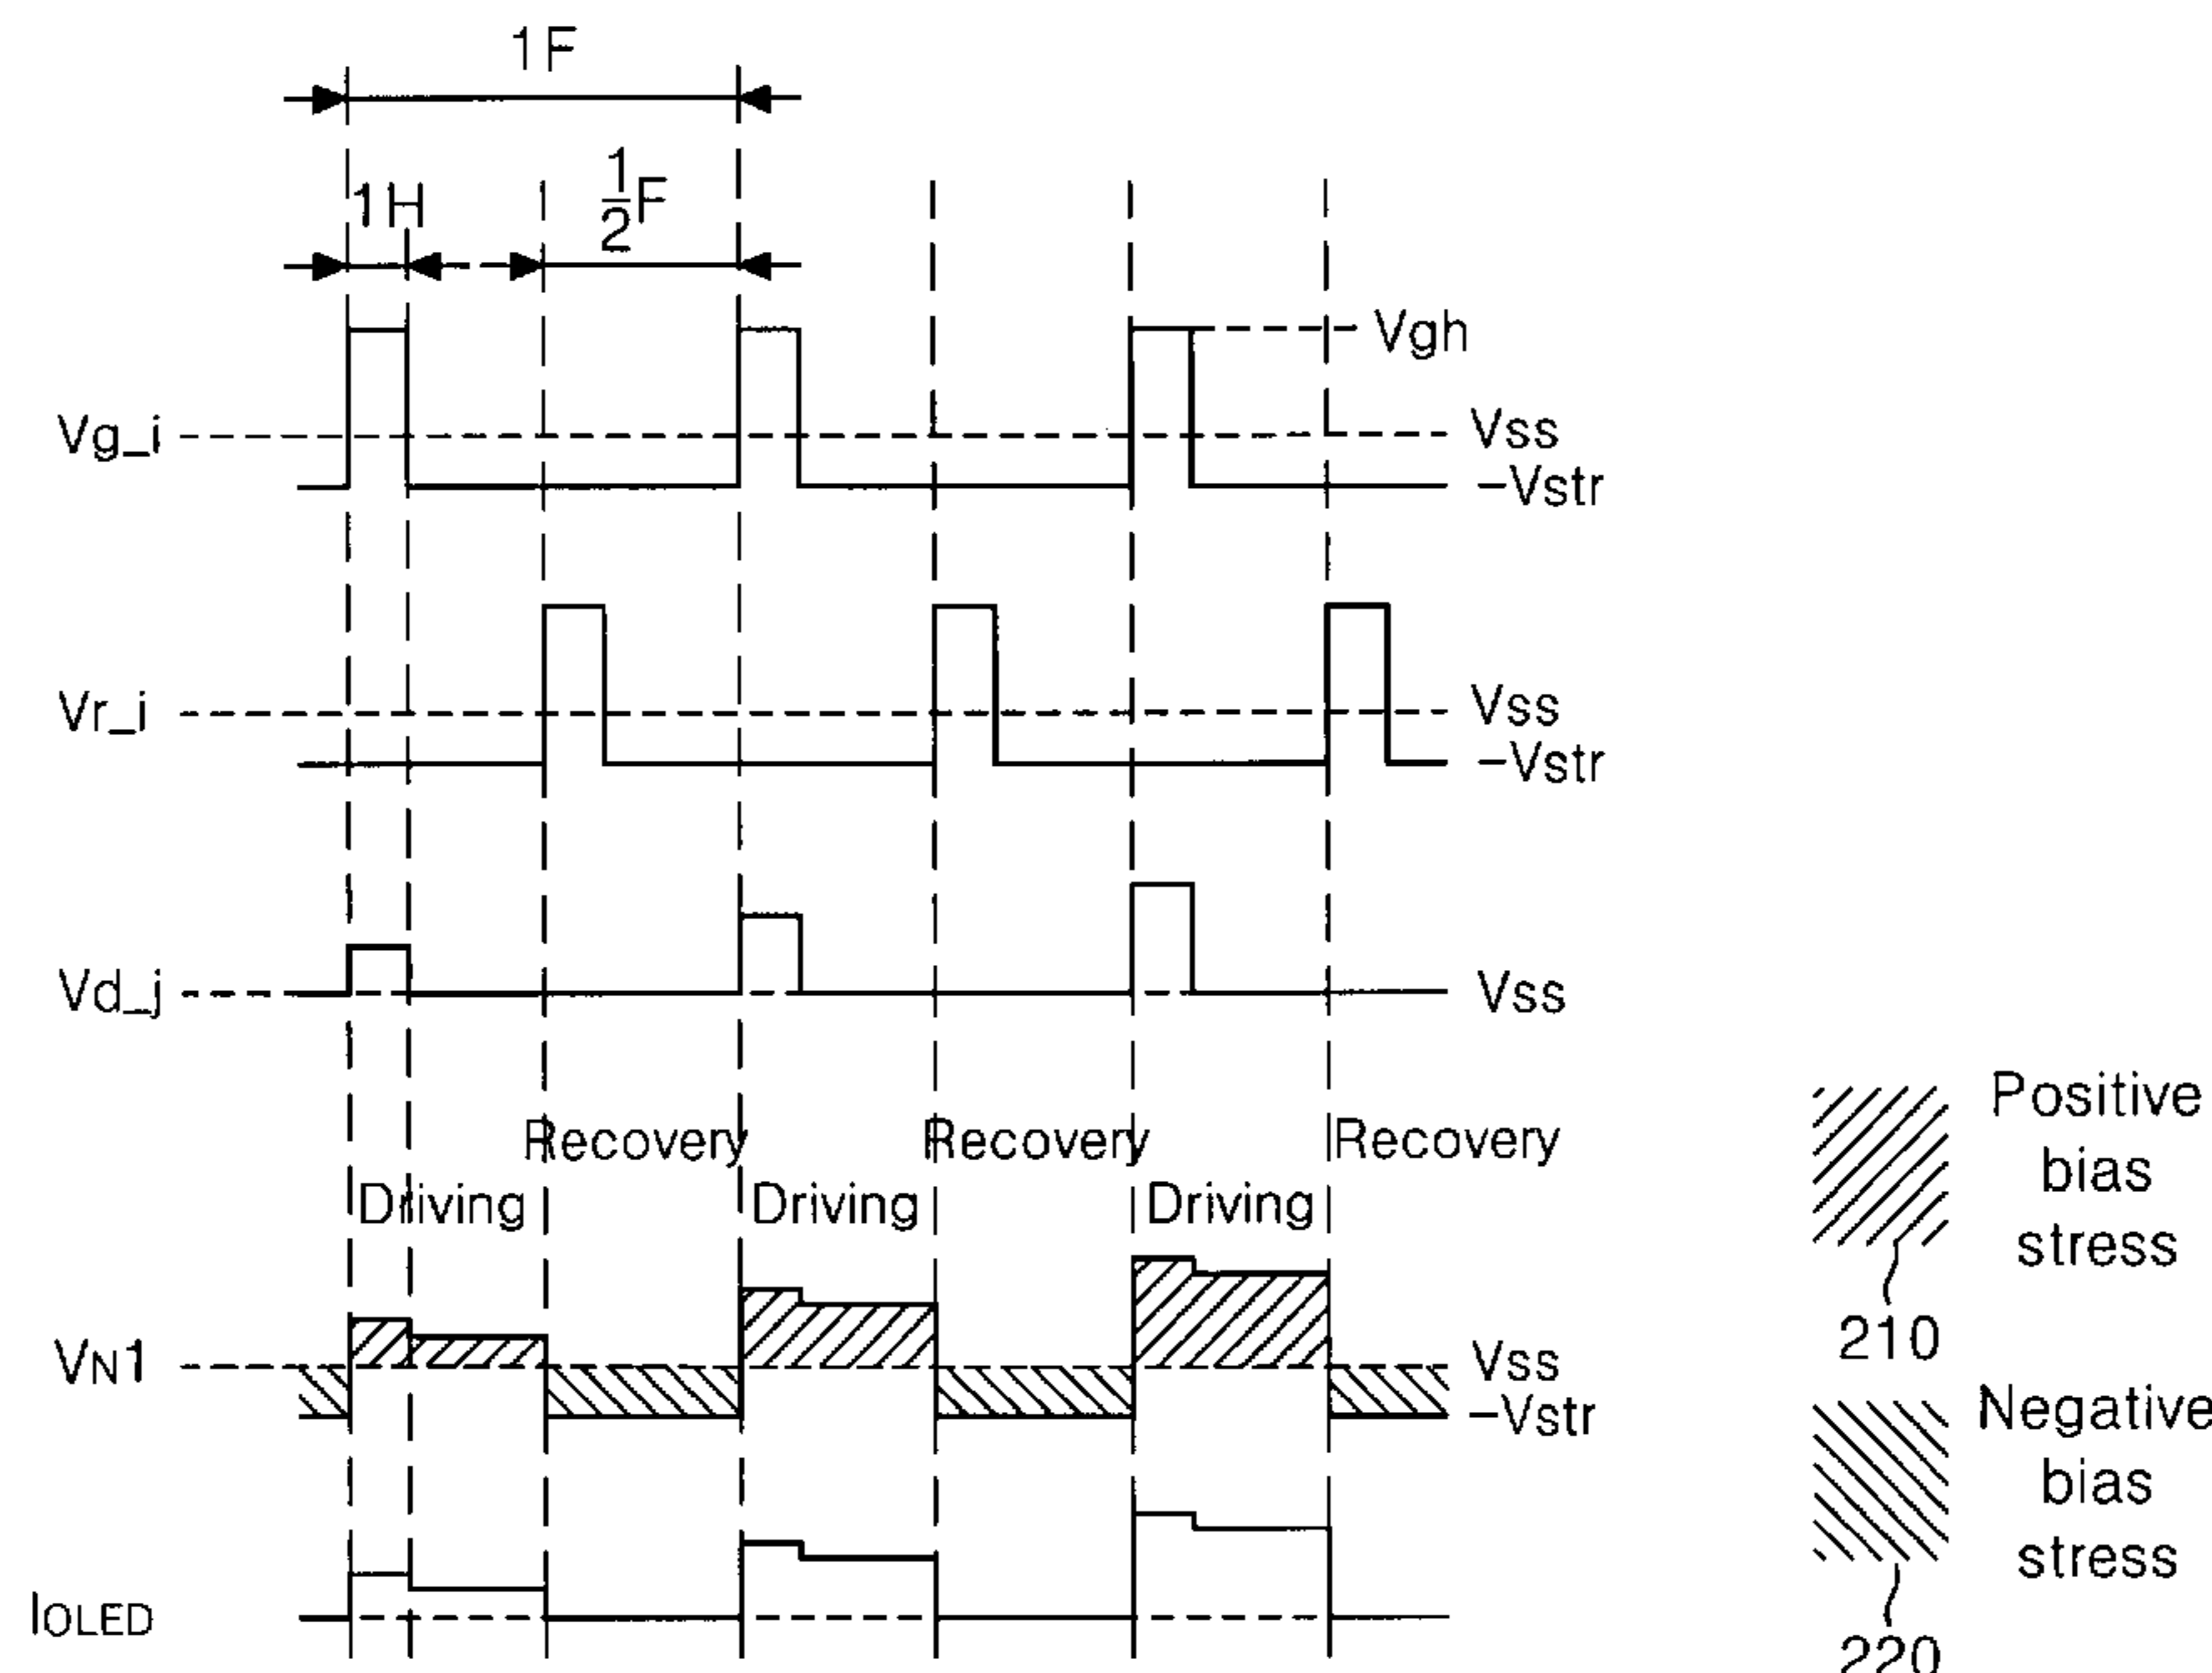 1F
1H
1
2
F
Vgh
Vg_i
Vss
−Vstr
Vr_i
Vss
−Vstr
Vd_j
Vss
Recovery
Recovery
Recovery
Driving
Driving
Driving
VN1
Vss
−Vstr
IOLED
Positive
bias
stress
210
Negative
bias
stress
220